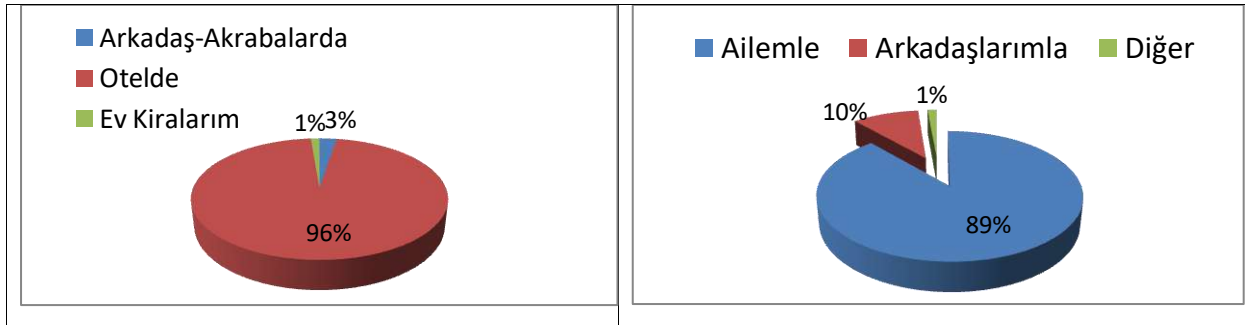 Arkadaş-Akrabalarda
Otelde
Ev Kiralarım
1% 3%
96%
Ailemle Arkadaşlarımla Diğer
10% 1%
89%